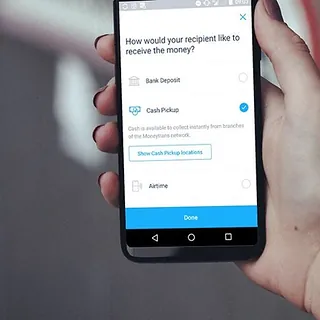 How would your recipient like to
receive the money?
Bank Deposit
Cash Pickup
Cash is available to collect instantly from branches
of the Moneytrans network.
Show Cash Pickup locations
Airtime
Done